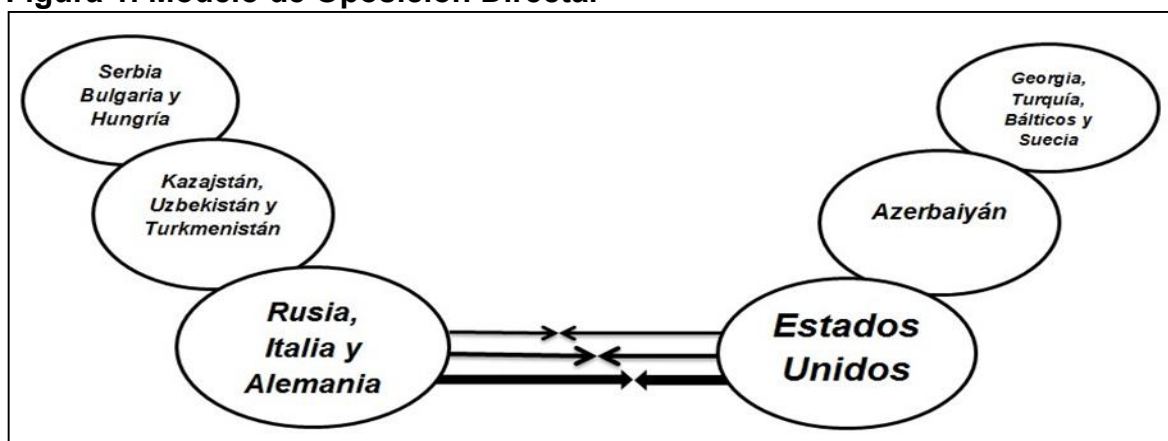 Figura 1. Modelo de Oposición Directa.
Serbia
Bulgaria y
Hungría
Kazajstán,
Uzbekistán y
Turkmenistán
Rusia,
Italia y
Alemania
Georgia,
Turquía,
Bálticos y
Suecia
Azerbaiyán
Estados
Unidos